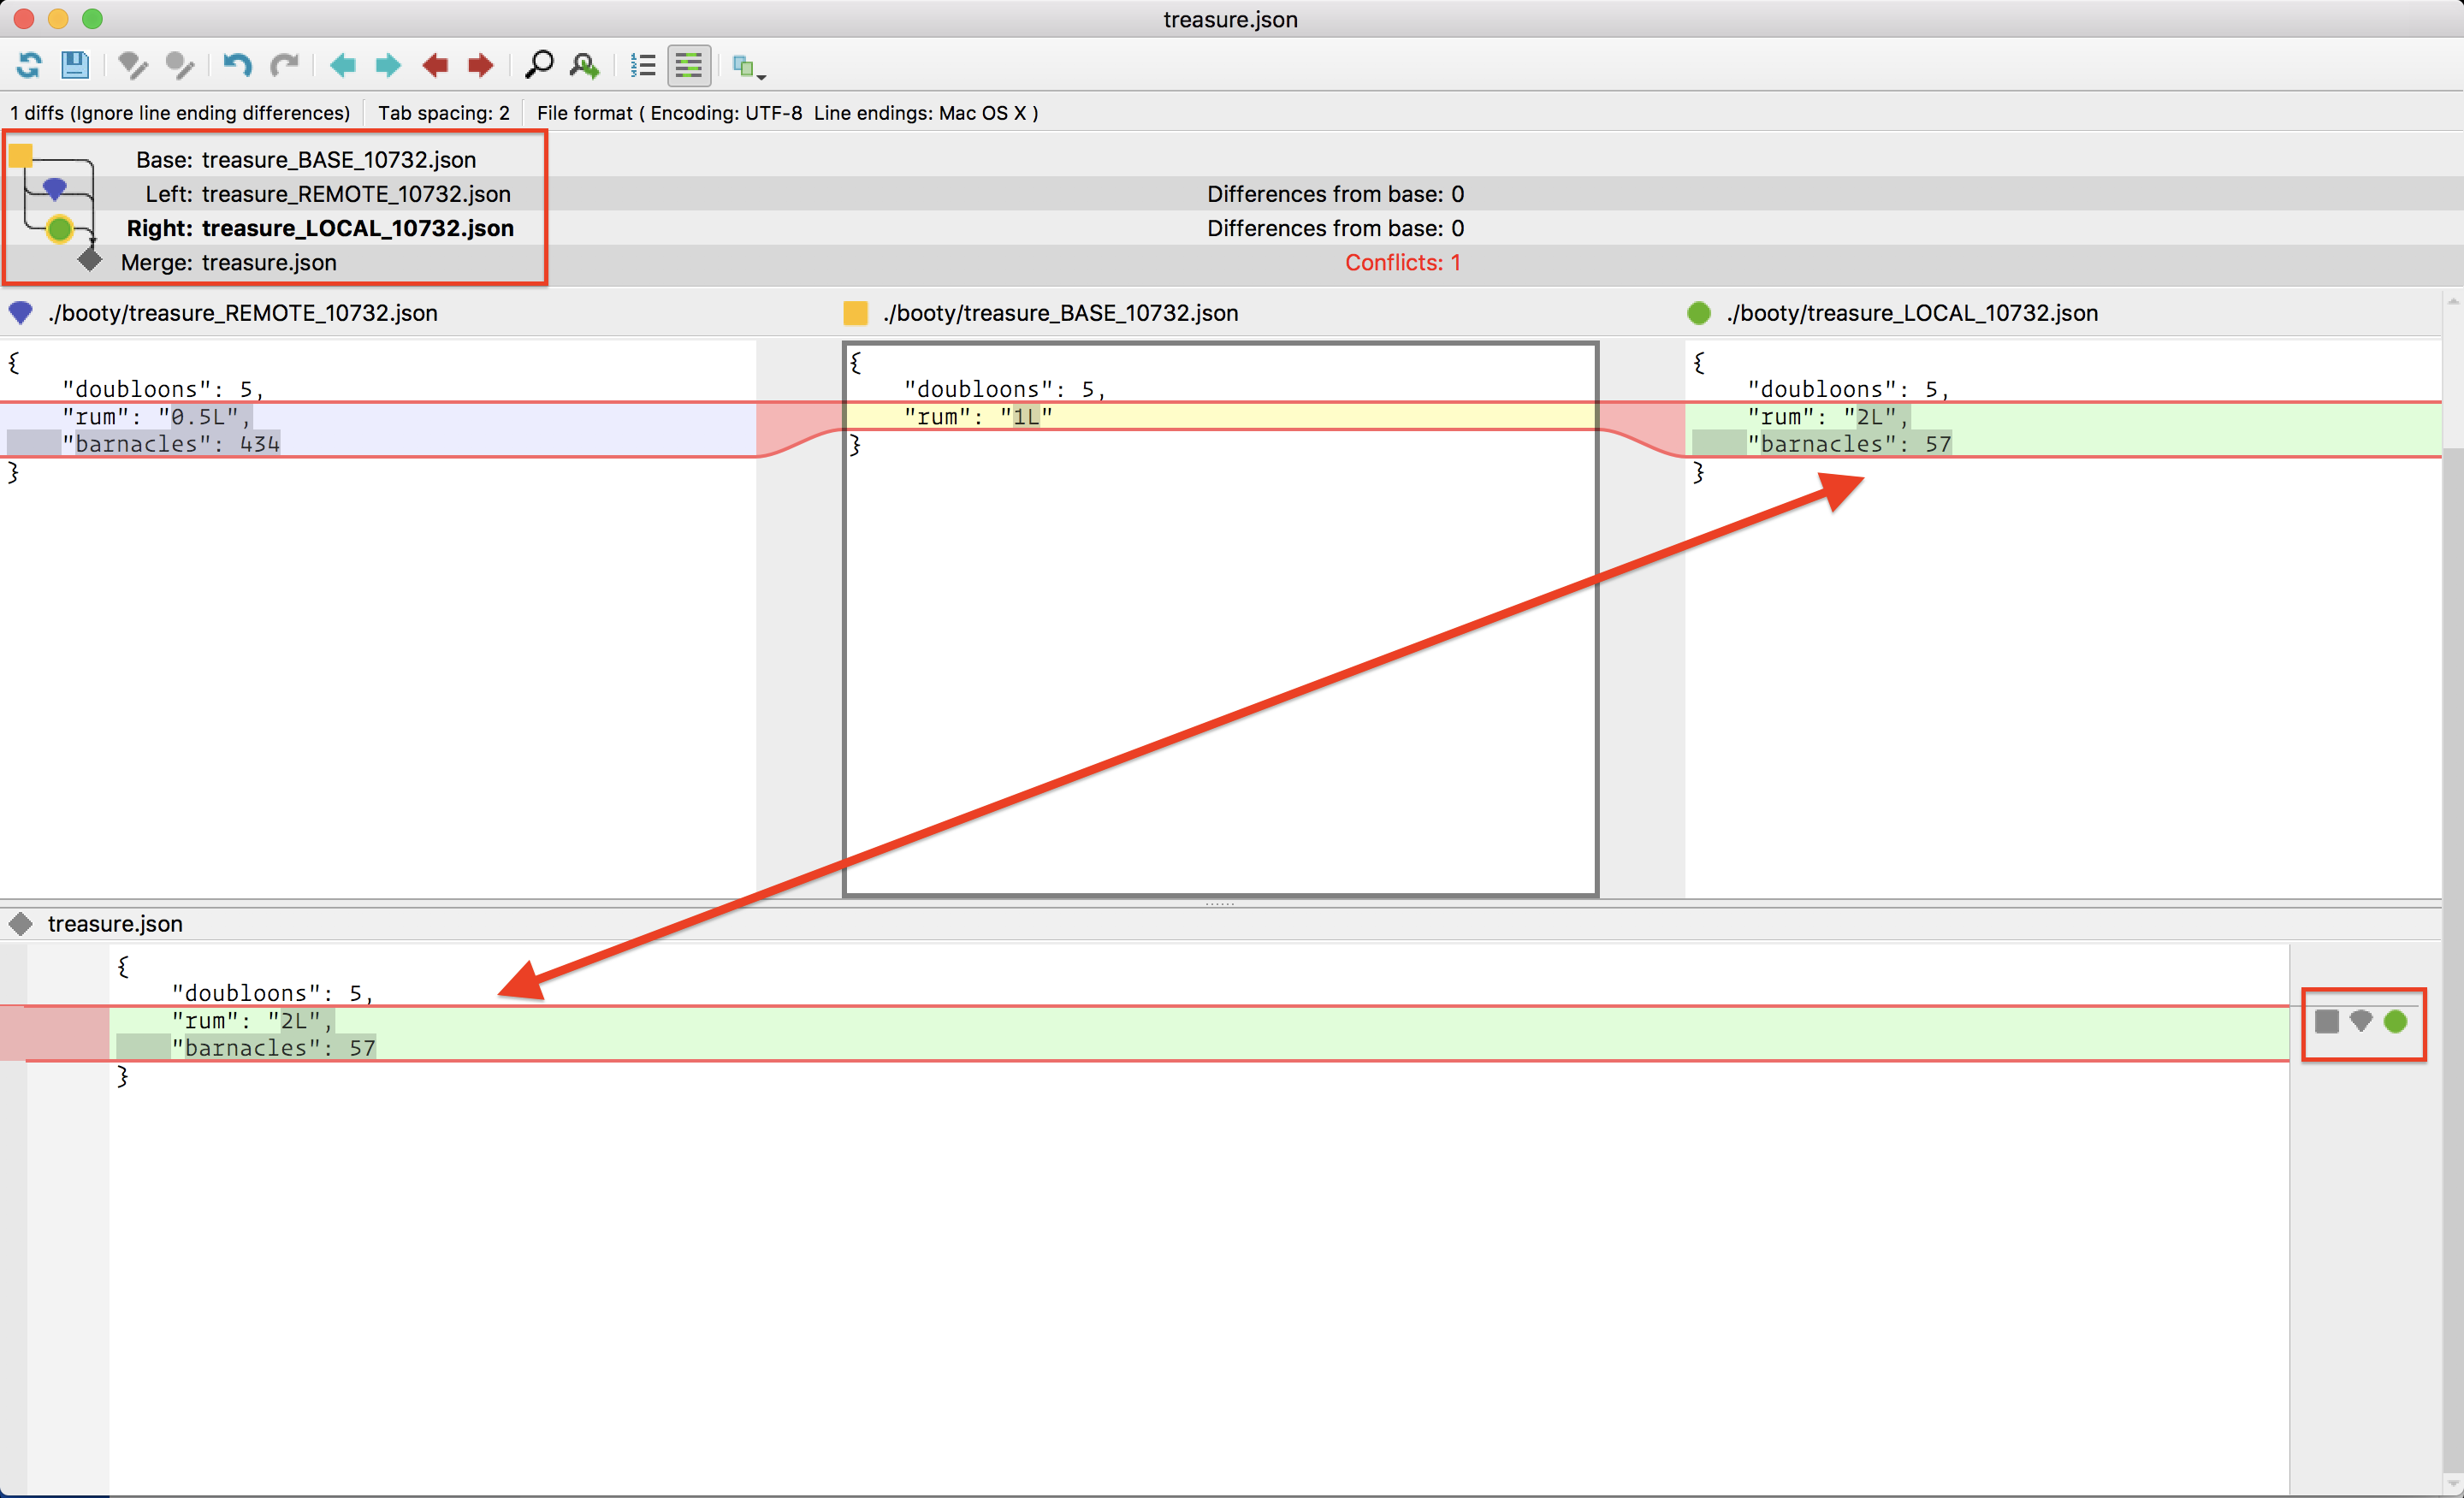 treasure.json
1 diffs (Ignore line ending differences) Tab spacing: 2 File format ( Encoding: UTF-8 Line endings: Mac OS X )
Base: treasure_BASE_10732.json
Left: treasure_REMOTE_10732.json Differences from base: 0
Right: treasure_LOCAL_10732.json Differences from base: 0
Merge: treasure.json Conflicts: 1
./booty/treasure_REMOTE_10732.json
{
"doubloons": 5,
"rum": "0.5L",
"barnacles": 434
}
./booty/treasure_BASE_10732.json
{
"doubloons": 5,
"rum": "1L"
}
./booty/treasure_LOCAL_10732.json
{
"doubloons": 5,
"rum": "2L",
"barnacles": 57
}
treasure.json
{
"doubloons": 5,
"rum": "2L",
"barnacles": 57
}